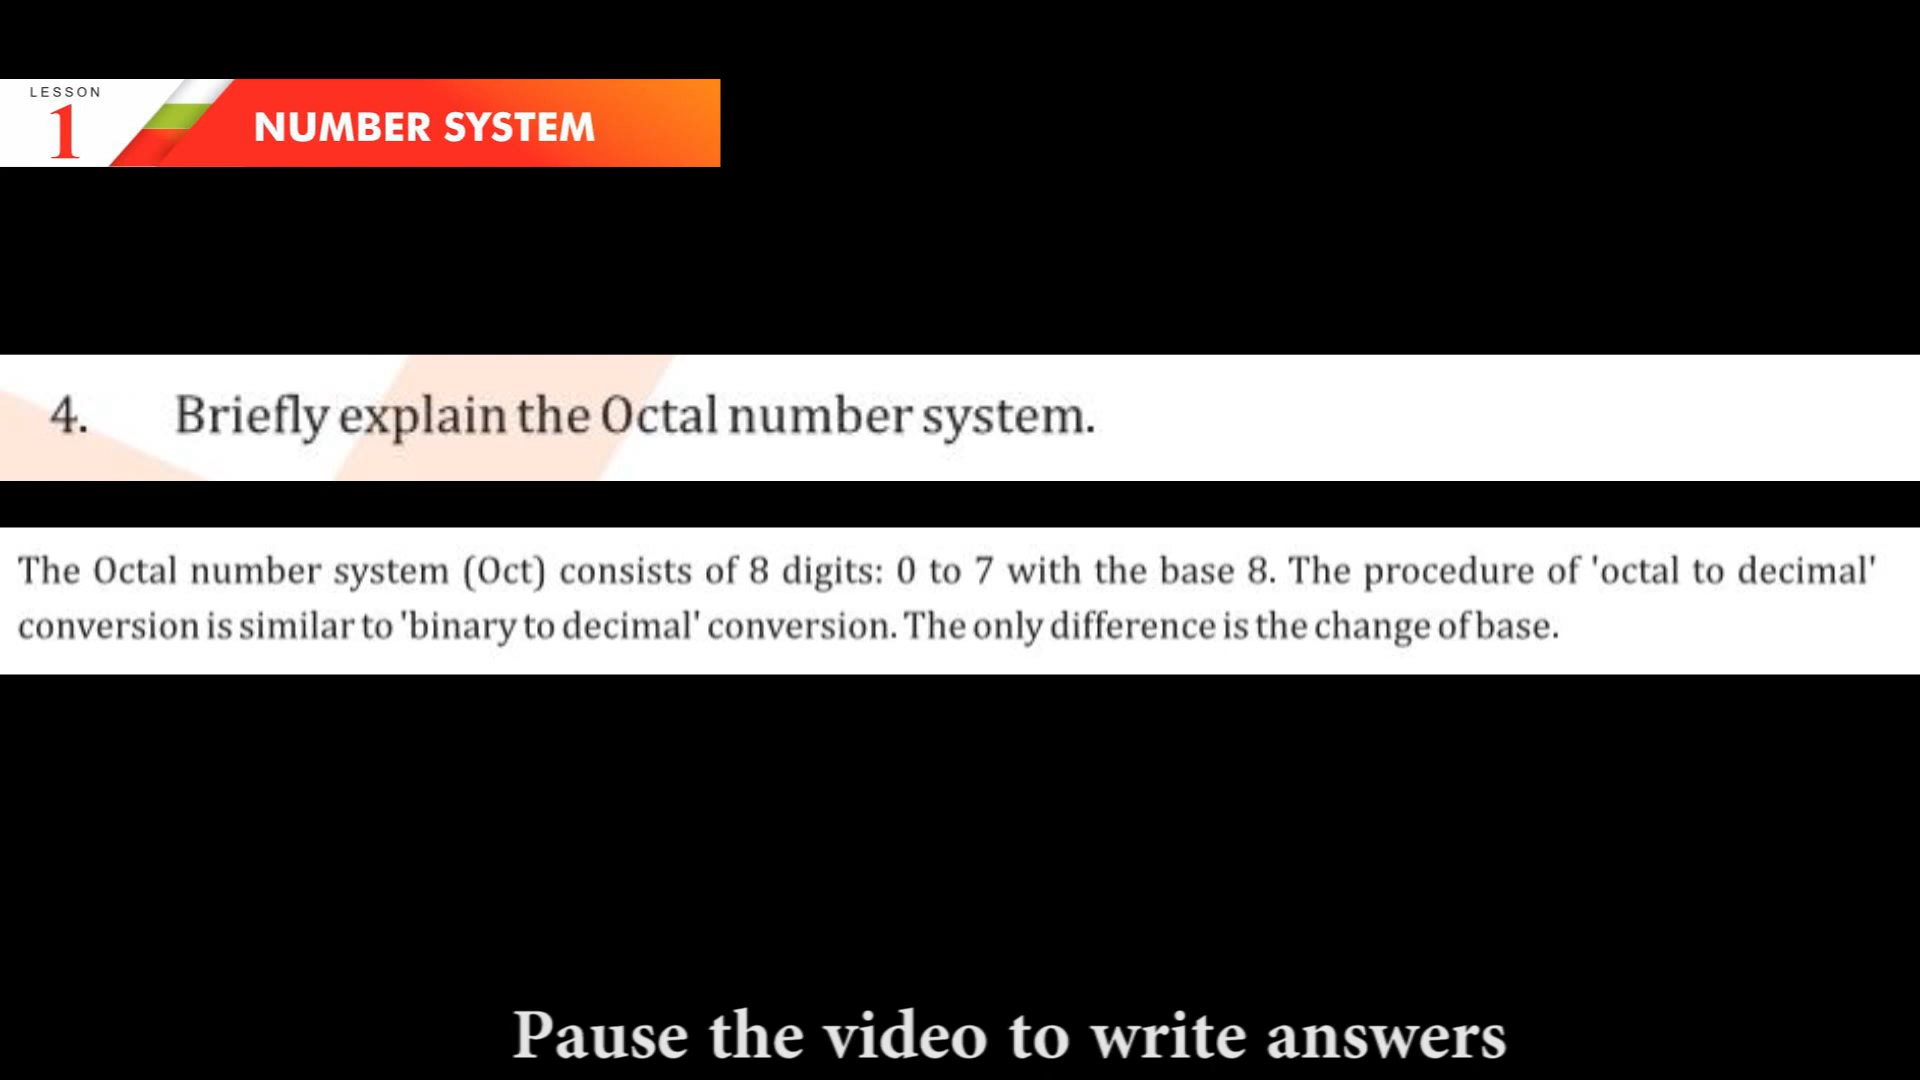 LESSON
1
NUMBER SYSTEM
4. Briefly explain the Octal number system.
The Octal number system (Oct) consists of 8 digits: 0 to 7 with the base 8. The procedure of 'octal to decimal'
conversion is similar to 'binary to decimal' conversion. The only difference is the change of base.
Pause the video to write answers